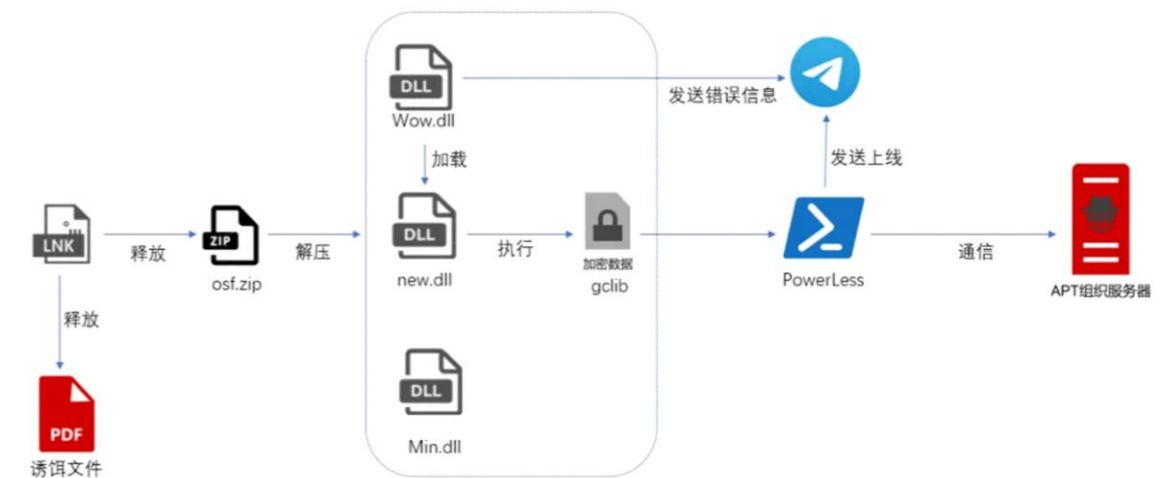 DLL
Wow.dll
发送错误信息
加载
发送上线
LNK
释放
ZIP
osf.zip
解压
DLL
new.dll
执行
加密数据
gclib
PowerLess
通信
APT组织服务器
释放
PDF
诱饵文件
DLL
Min.dll